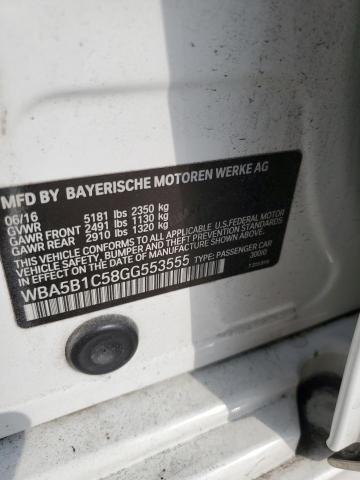 MFD BY BAYERISCHE MOTOREN WERKE AG
06/16
GVWR 5181 lbs 2350 kg
GAWR FRONT 2491 lbs 1130 kg
GAWR REAR 2910 lbs 1320 kg
THIS VEHICLE CONFORMS TO ALL APPLICABLE U.S.FEDERAL MOTOR
VEHICLE SAFETY, BUMPER, AND THEFT PREVENTION STANDARDS
IN EFFECT ON THE DATE OF MANUFACTURE SHOWN ABOVE.
WBA5B1C58GG553555 TYPE: PASSENGER CAR
300/0